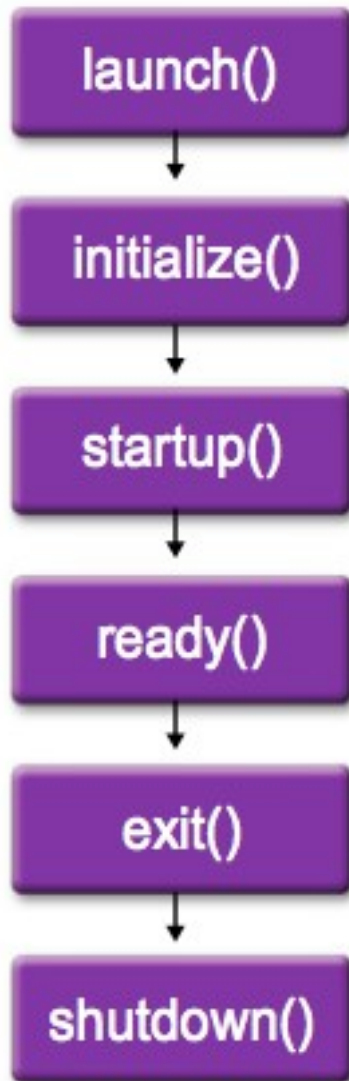 launch()
initialize()
startup()
ready()
exit()
shutdown()